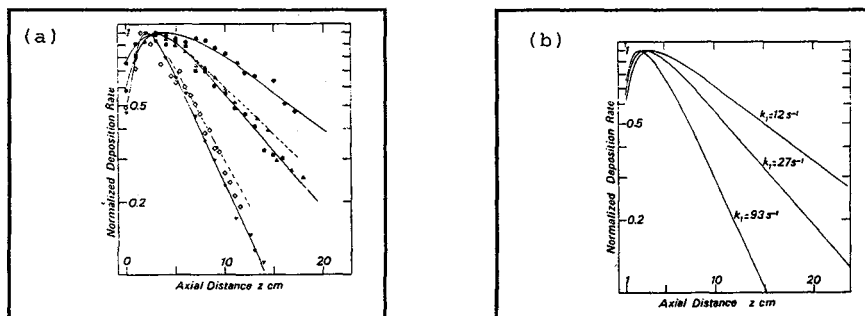 (a)
Normalized Deposition Rate
1
0.5
0.2
0 10 20
Axial Distance z cm
(b)
Normalized Deposition Rate
1
0.5
0.2
k₁=12 s⁻¹
k₁=27 s⁻¹
k₁=93 s⁻¹
1 10 20
Axial Distance z cm